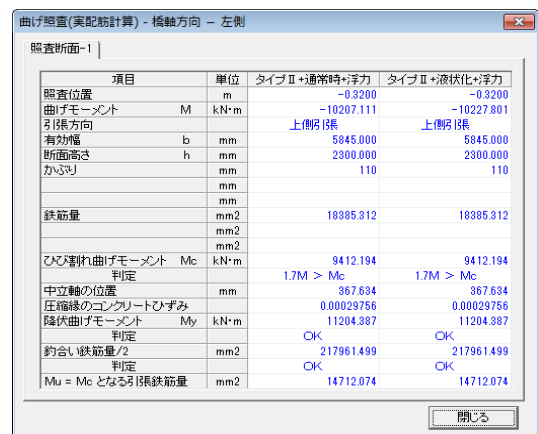 曲げ照査(実配筋計算) - 橋軸方向 － 左側
照査断面-1
項目 単位 タイプⅡ+通常時+浮力 タイプⅡ+液状化+浮力
照査位置 m -0.3200 -0.3200
曲げモーメント M kN･m -10207.111 -10227.801
引張方向 上側引張 上側引張
有効幅 b mm 5845.000 5845.000
断面高さ h mm 2300.000 2300.000
かぶり mm 110 110
mm
mm
鉄筋量 mm2 18385.312 18385.312
mm2
mm2
ひび割れ曲げモーメント Mc kN･m 9412.194 9412.194
判定 1.7M ＞ Mc 1.7M ＞ Mc
中立軸の位置 mm 367.634 367.634
圧縮縁のコンクリートひずみ 0.00029756 0.00029756
降伏曲げモーメント My kN･m 11204.387 11204.387
判定 OK OK
釣合い鉄筋量/2 mm2 217961.499 217961.499
判定 OK OK
Mu = Mc となる引張鉄筋量 mm2 14712.074 14712.074
閉じる